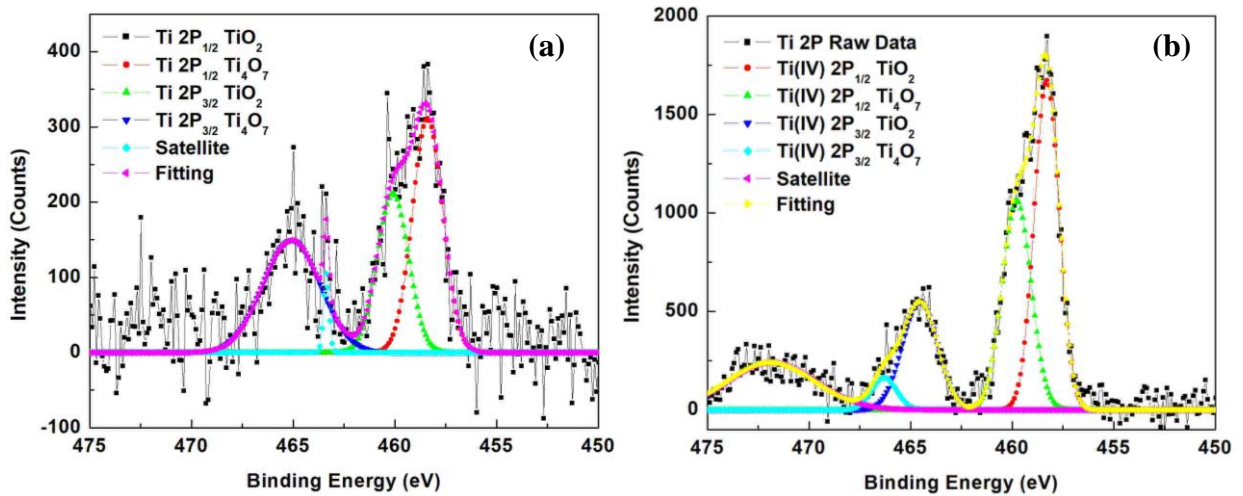 (a)
Ti 2P1/2 TiO2
Ti 2P1/2 Ti4O7
Ti 2P3/2 TiO2
Ti 2P3/2 Ti4O7
Satellite
Fitting
Intensity (Counts)
400
300
200
100
0
-100
475 470 465 460 455 450
Binding Energy (eV)
(b)
Ti 2P Raw Data
Ti(IV) 2P1/2 TiO2
Ti(IV) 2P1/2 Ti4O7
Ti(IV) 2P3/2 TiO2
Ti(IV) 2P3/2 Ti4O7
Satellite
Fitting
Intensity (Counts)
2000
1500
1000
500
0
475 470 465 460 455 450
Binding Energy (eV)